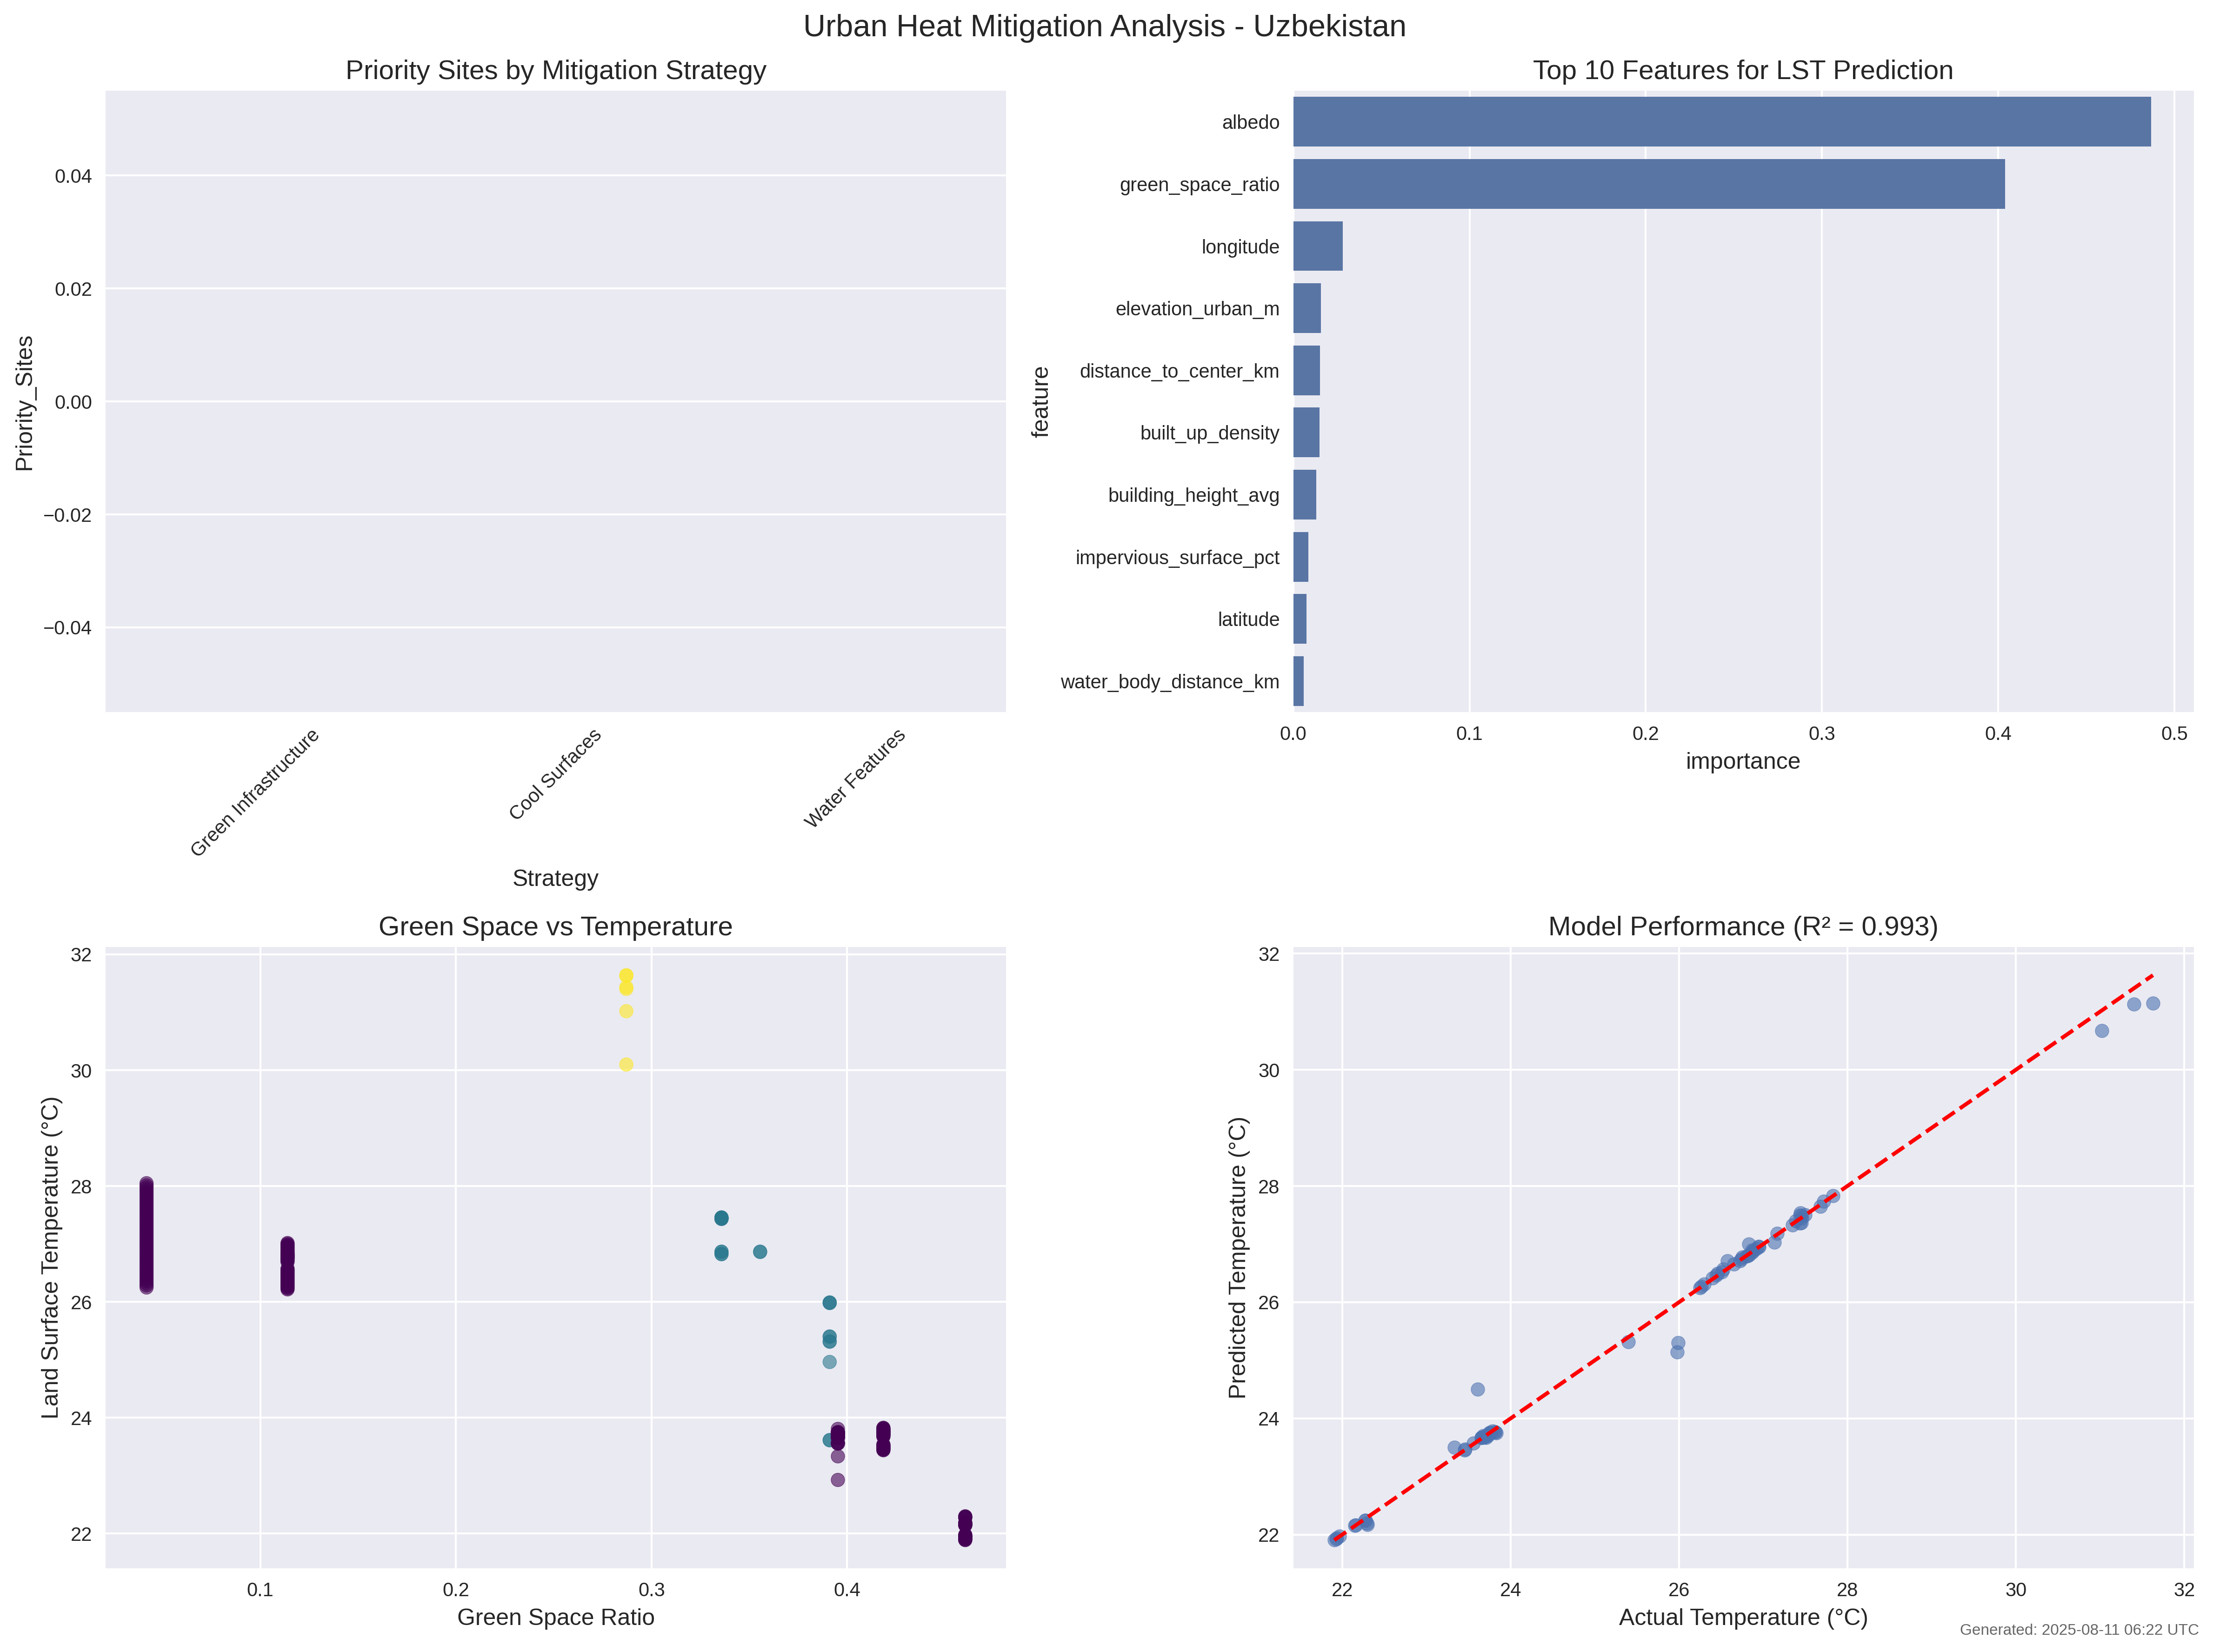 Urban Heat Mitigation Analysis - Uzbekistan
Priority Sites by Mitigation Strategy
Priority_Sites
0.04
0.02
0.00
−0.02
−0.04
Green Infrastructure
Cool Surfaces
Water Features
Strategy
Top 10 Features for LST Prediction
feature
albedo
green_space_ratio
longitude
elevation_urban_m
distance_to_center_km
built_up_density
building_height_avg
impervious_surface_pct
latitude
water_body_distance_km
0.0
0.1
0.2
0.3
0.4
0.5
importance
Green Space vs Temperature
Land Surface Temperature (°C)
32
30
28
26
24
22
0.1
0.2
0.3
0.4
Green Space Ratio
Model Performance (R² = 0.993)
Predicted Temperature (°C)
32
30
28
26
24
22
22
24
26
28
30
32
Actual Temperature (°C)
Generated: 2025-08-11 06:22 UTC